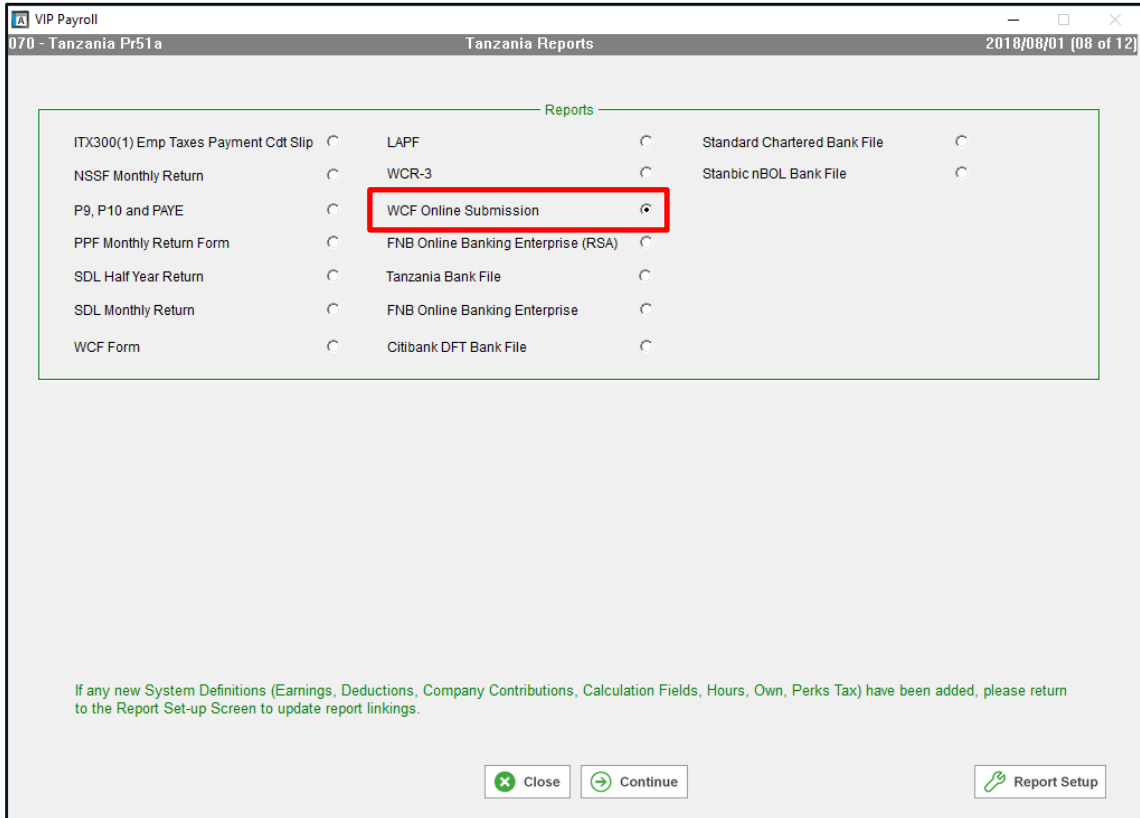 VIP Payroll
070 - Tanzania Pr51a Tanzania Reports 2018/08/01 (08 of 12)
Reports
ITX300(1) Emp Taxes Payment Cdt Slip LAPF Standard Chartered Bank File
NSSF Monthly Return WCR-3 Stanbic nBOL Bank File
P9, P10 and PAYE WCF Online Submission
PPF Monthly Return Form FNB Online Banking Enterprise (RSA)
SDL Half Year Return Tanzania Bank File
SDL Monthly Return FNB Online Banking Enterprise
WCF Form Citibank DFT Bank File
If any new System Definitions (Earnings, Deductions, Company Contributions, Calculation Fields, Hours, Own, Perks Tax) have been added, please return
to the Report Set-up Screen to update report linkings.
Close Continue Report Setup